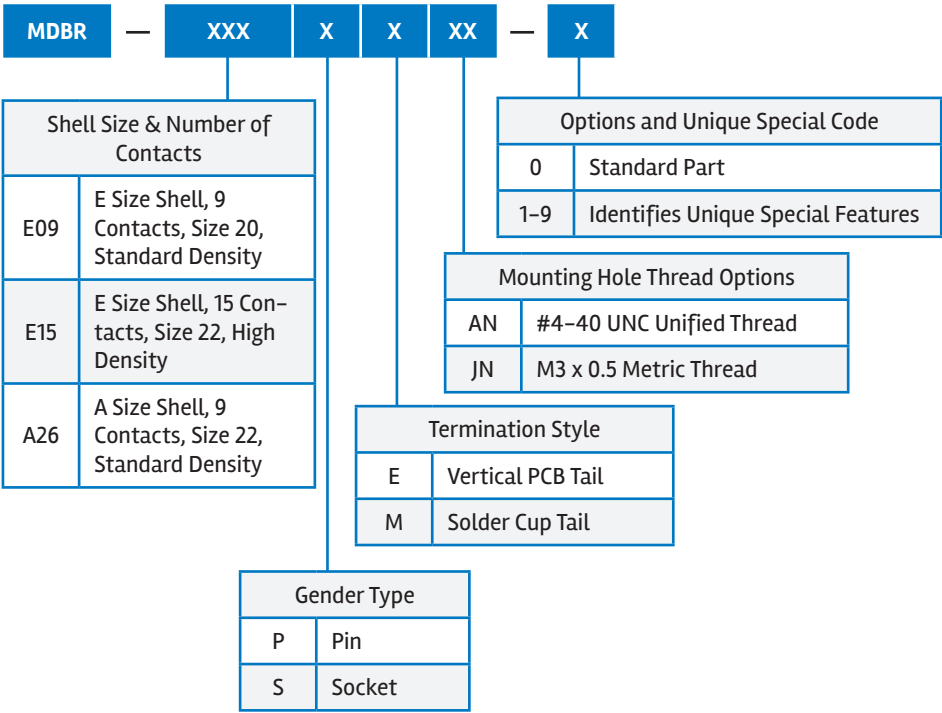 MDBR — XXX X X XX — X
Shell Size & Number of
Contacts
E09
E Size Shell, 9
Contacts, Size 20,
Standard Density
E15
E Size Shell, 15 Con-
tacts, Size 22, High
Density
A26
A Size Shell, 9
Contacts, Size 22,
Standard Density
Options and Unique Special Code
0 Standard Part
1-9 Identifies Unique Special Features
Mounting Hole Thread Options
AN #4-40 UNC Unified Thread
JN M3 x 0.5 Metric Thread
Termination Style
E Vertical PCB Tail
M Solder Cup Tail
Gender Type
P Pin
S Socket